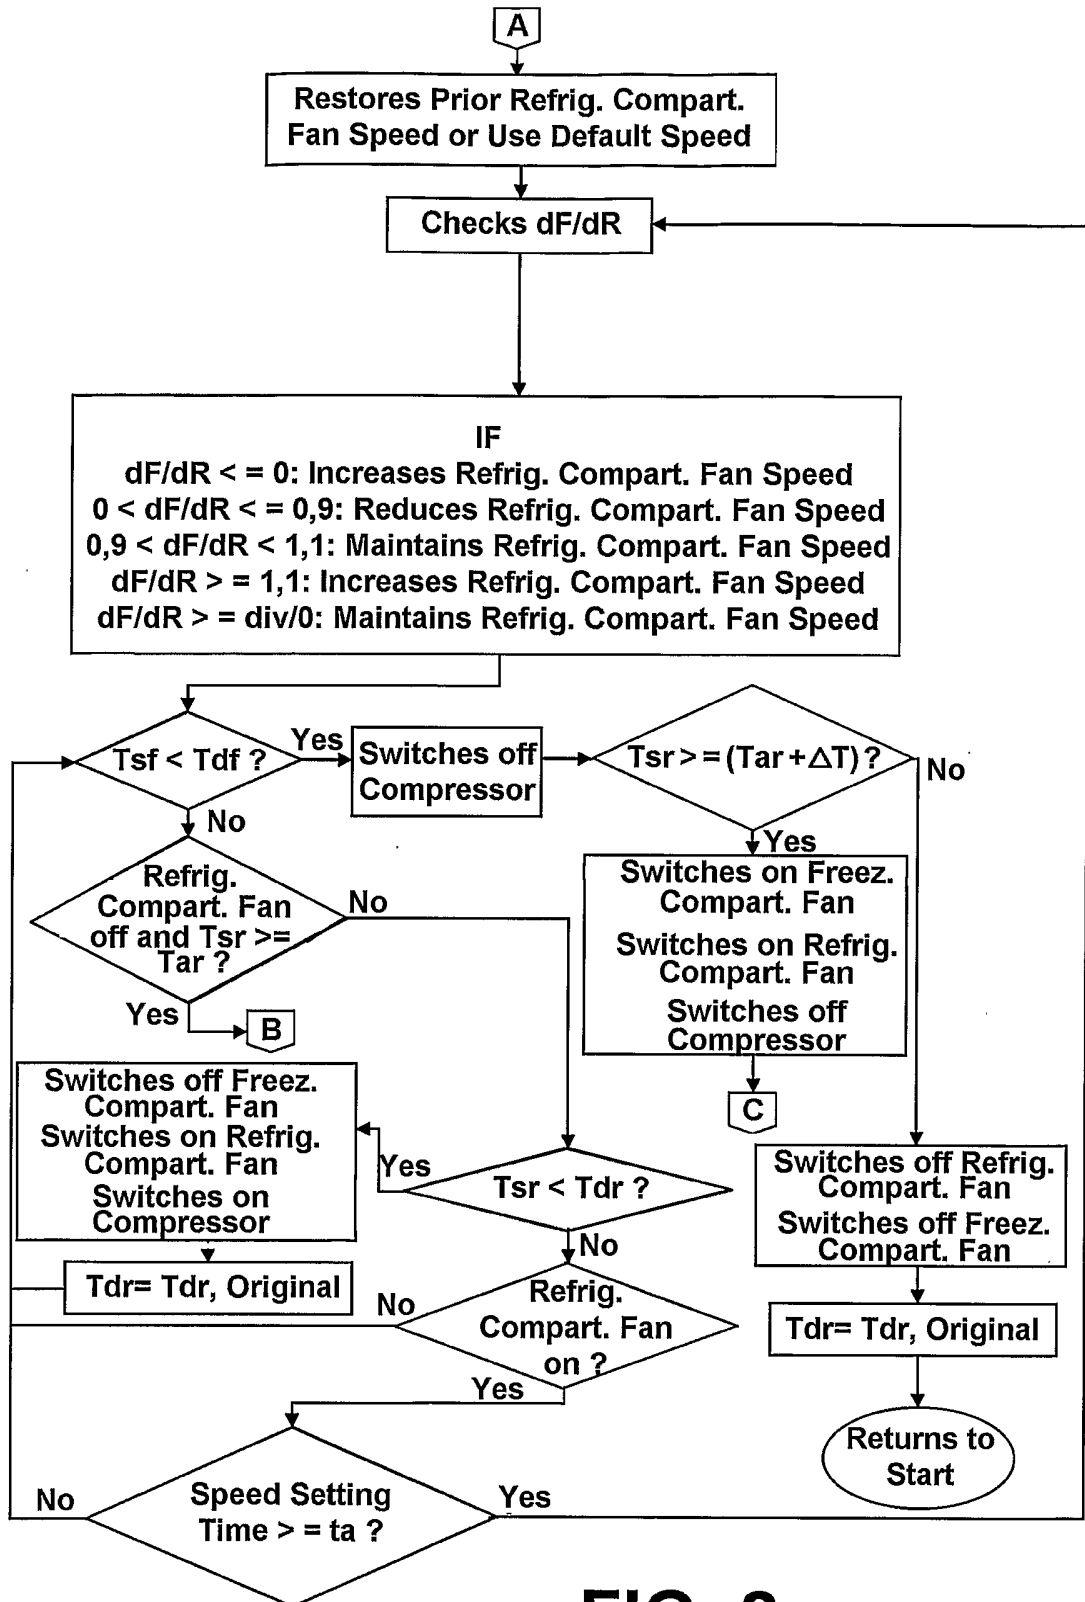 A
Restores Prior Refrig. Compart.
Fan Speed or Use Default Speed
Checks dF/dR
IF
dF/dR < = 0: Increases Refrig. Compart. Fan Speed
0 < dF/dR < = 0,9: Reduces Refrig. Compart. Fan Speed
0,9 < dF/dR < 1,1: Maintains Refrig. Compart. Fan Speed
dF/dR > = 1,1: Increases Refrig. Compart. Fan Speed
dF/dR > = div/0: Maintains Refrig. Compart. Fan Speed
Tsf < Tdf ?
Yes
Switches off
Compressor
Tsr > = (Tar + ΔT) ?
No
No
Yes
Refrig.
Compart. Fan
off and Tsr >=
Tar ?
No
Yes
B
Switches on Freez.
Compart. Fan
Switches on Refrig.
Compart. Fan
Switches off
Compressor
C
Switches off Freez.
Compart. Fan
Switches on Refrig.
Compart. Fan
Switches on
Compressor
Yes
Tsr < Tdr ?
No
Switches off Refrig.
Compart. Fan
Switches off Freez.
Compart. Fan
Tdr= Tdr, Original
No
Refrig.
Compart. Fan
on ?
Yes
Tdr= Tdr, Original
Returns to
Start
No
Speed Setting
Time > = ta ?
Yes